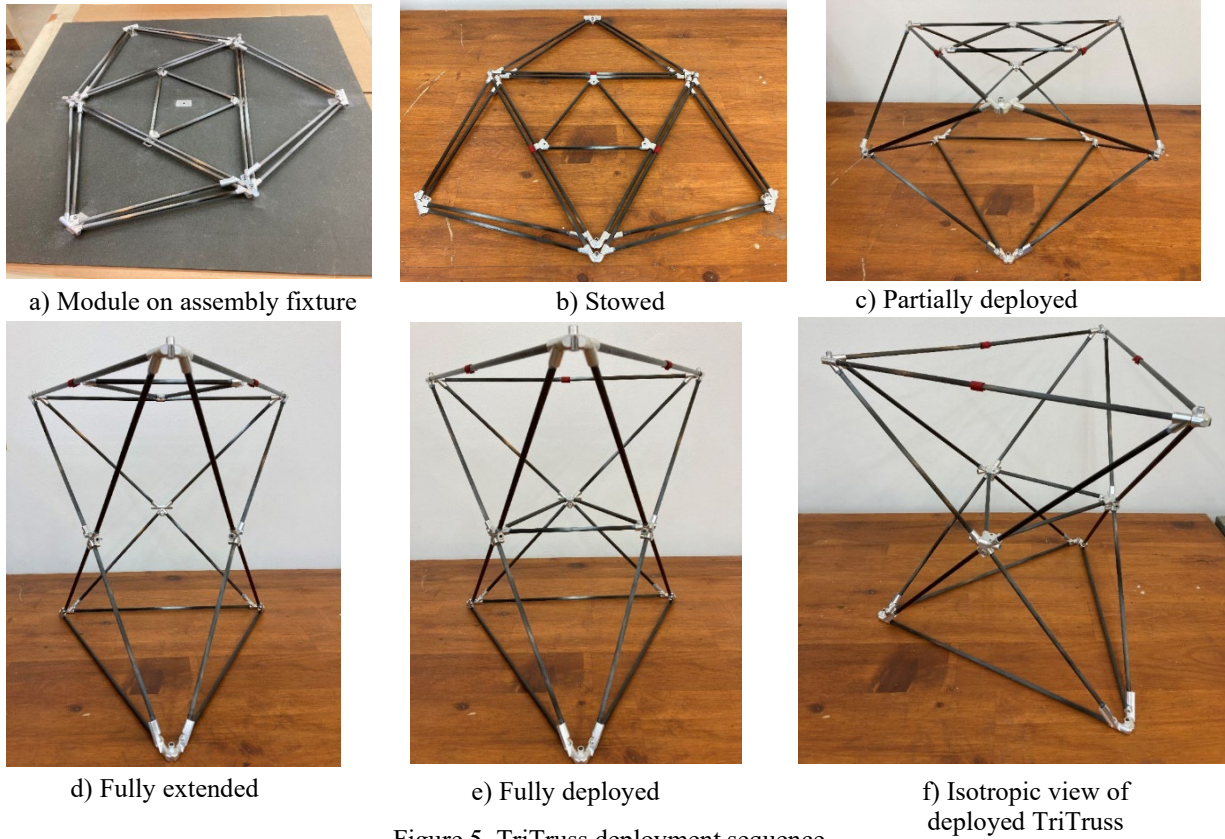 a) Module on assembly fixture
b) Stowed
c) Partially deployed
d) Fully extended
e) Fully deployed
f) Isotropic view of
deployed TriTruss
Figure 5. TriTruss deployment sequence